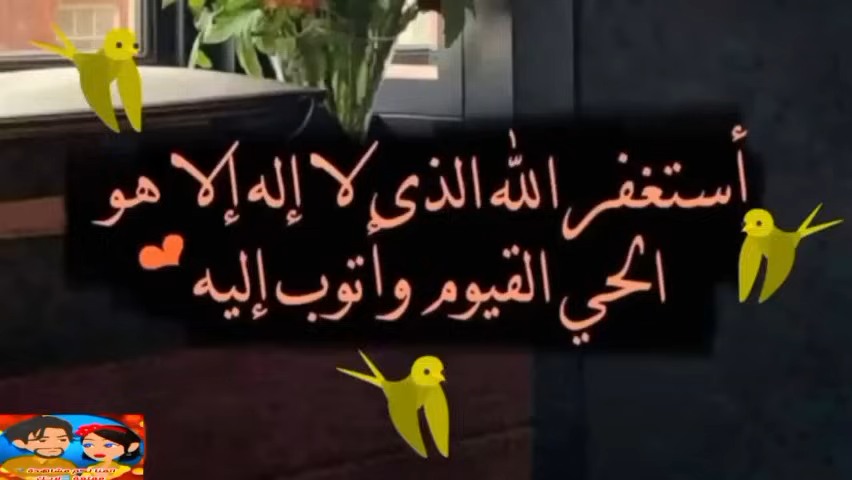 أستغفر الله الذى لا إله إلا هو
الحي القيوم وأتوب إليه